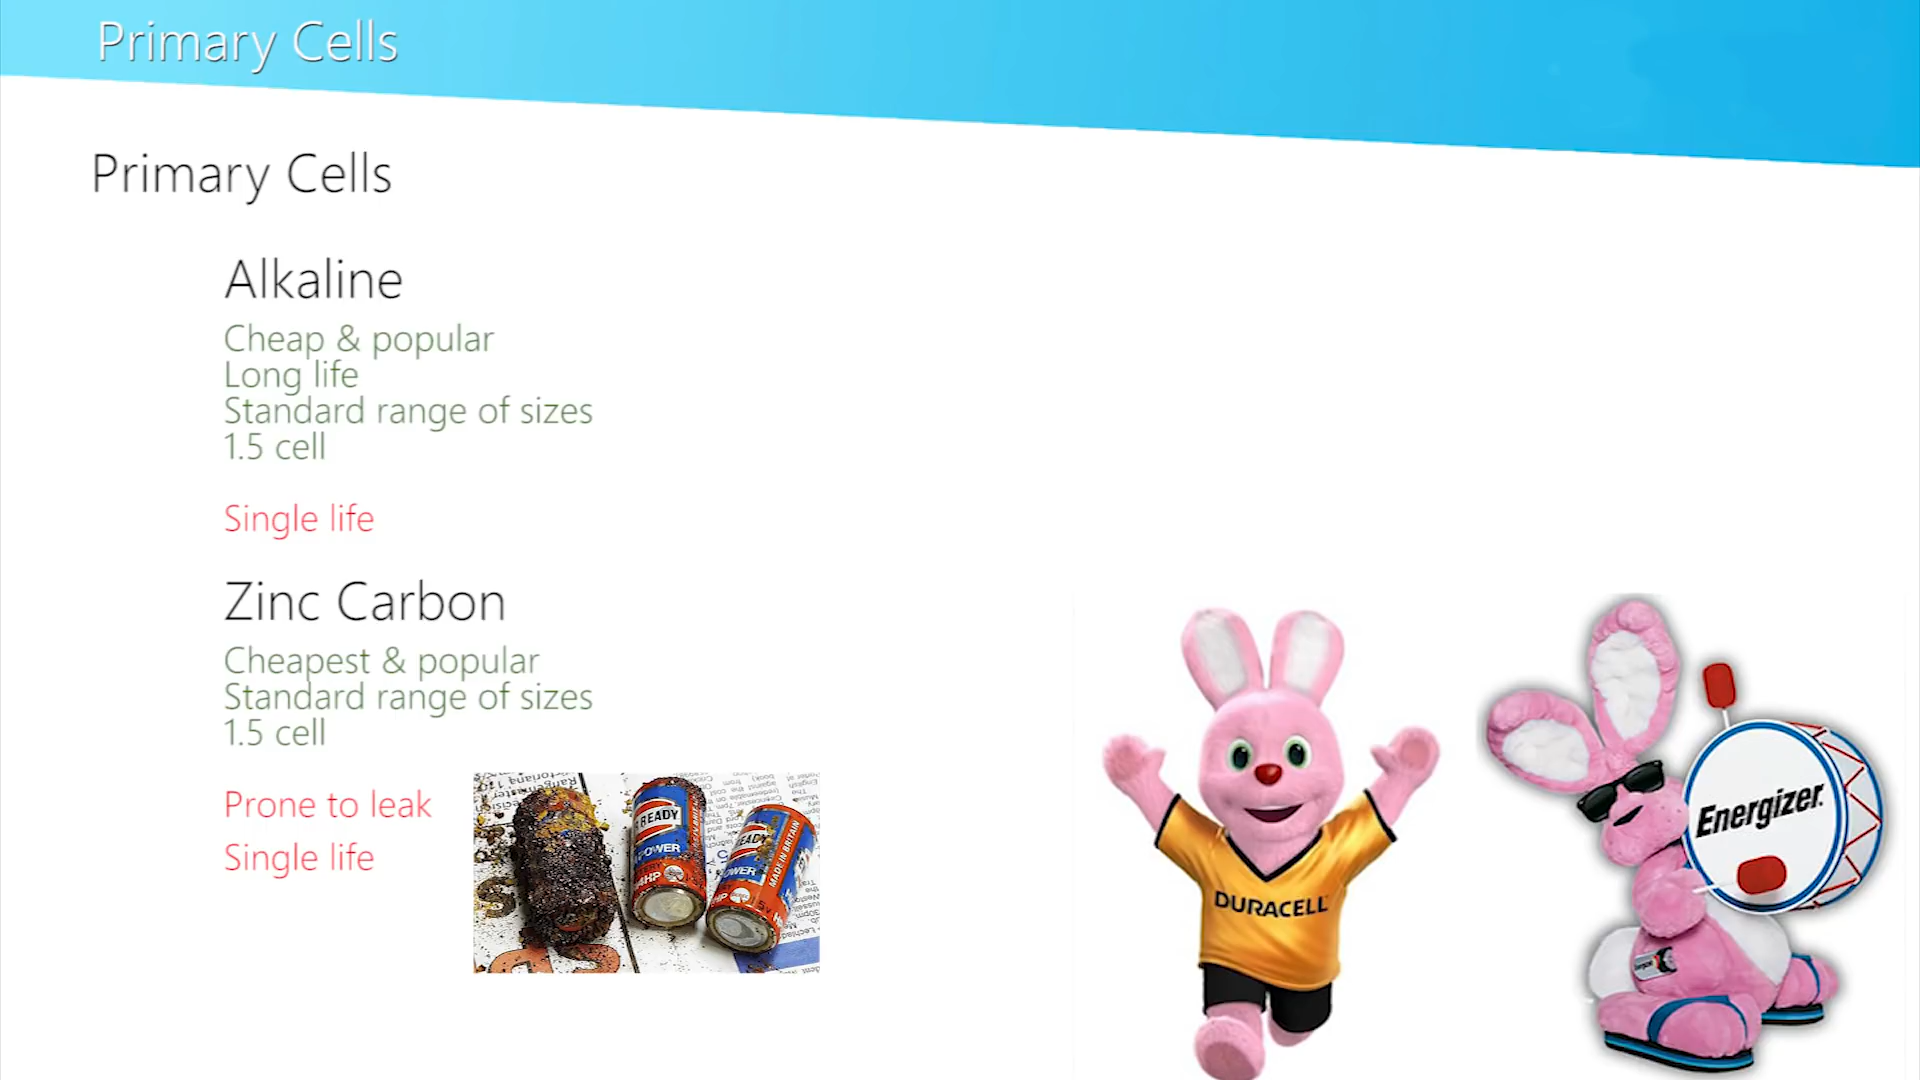 Primary Cells
Primary Cells
Alkaline
Cheap & popular
Long life
Standard range of sizes
1.5 cell
Single life
Zinc Carbon
Cheapest & popular
Standard range of sizes
1.5 cell
Prone to leak
Single life
READY
POWER
MADE IN BRITAIN
DURACELL
Energizer